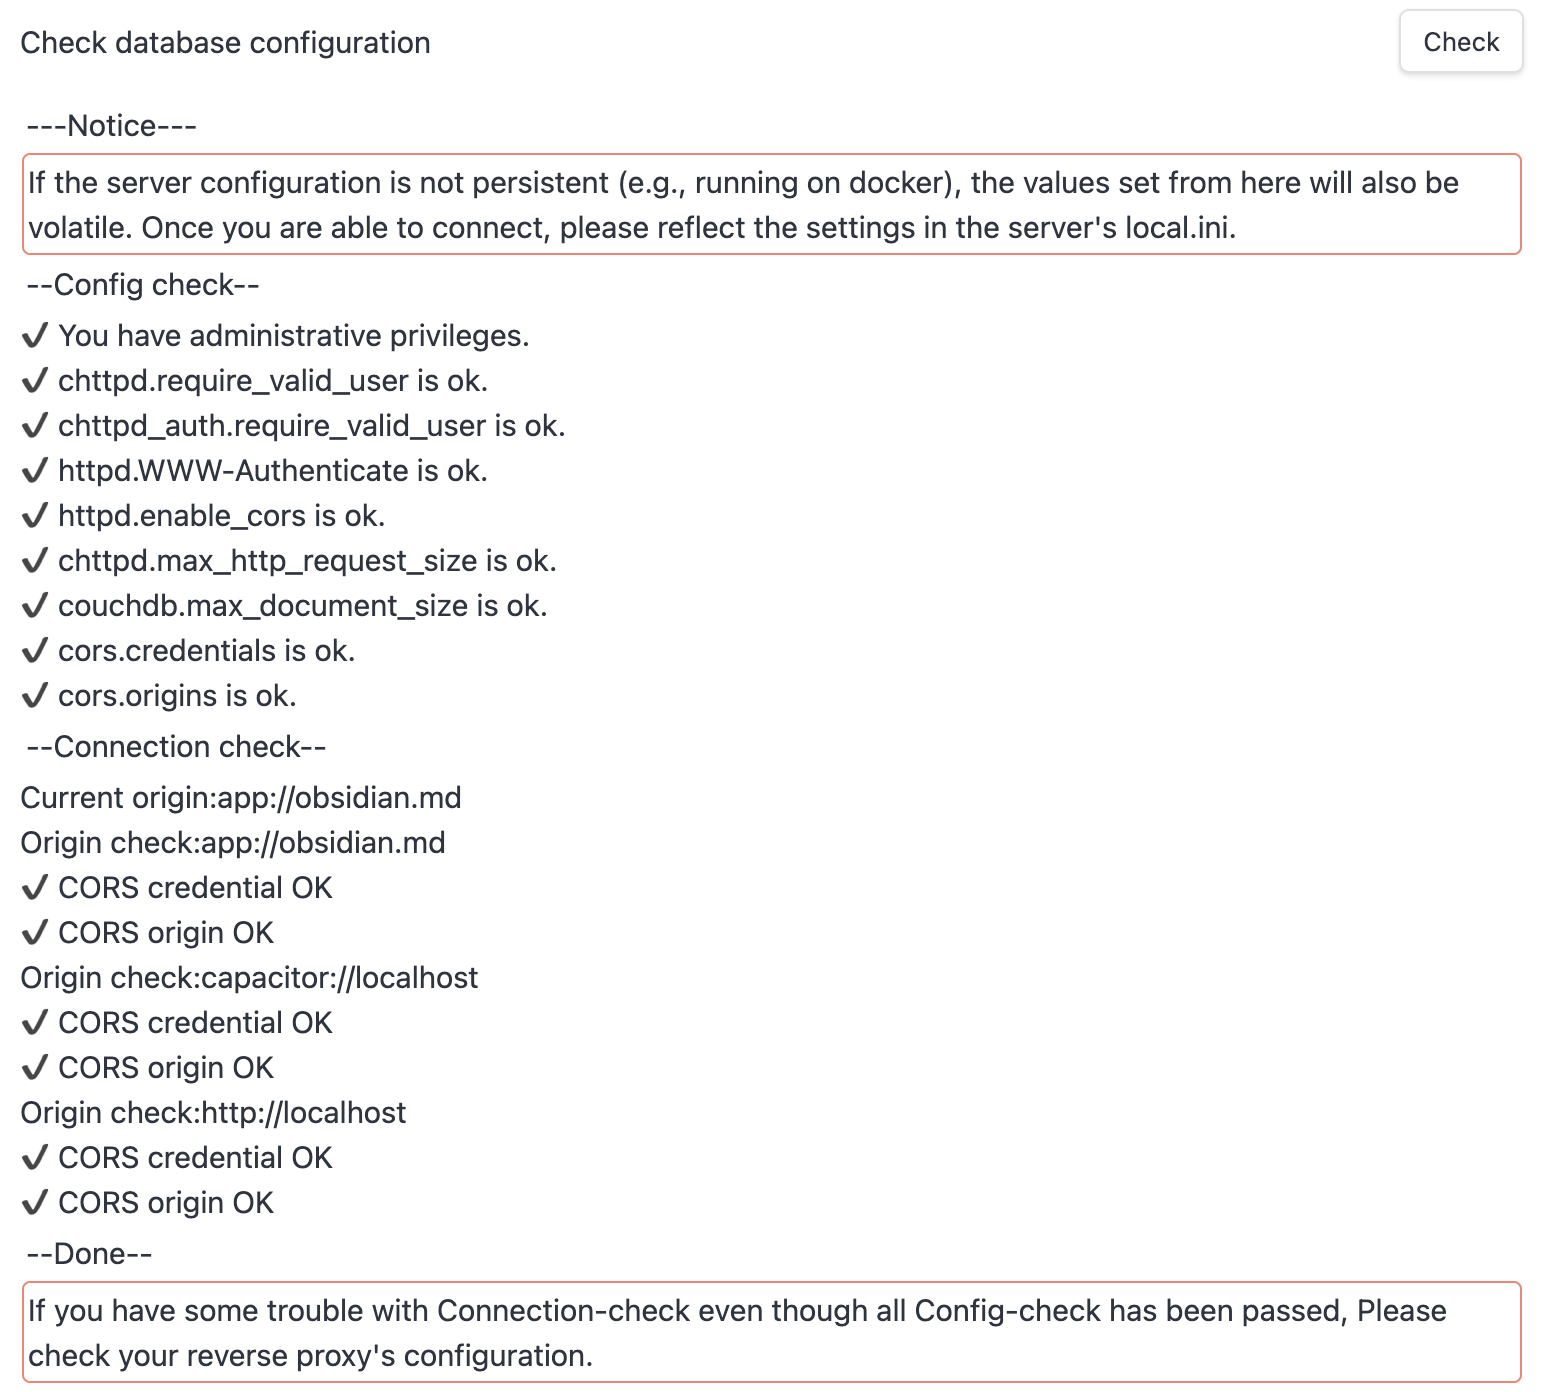 Check database configuration
Check
---Notice---
If the server configuration is not persistent (e.g., running on docker), the values set from here will also be
volatile. Once you are able to connect, please reflect the settings in the server's local.ini.
--Config check--
✔ You have administrative privileges.
✔ chttpd.require_valid_user is ok.
✔ chttpd_auth.require_valid_user is ok.
✔ httpd.WWW-Authenticate is ok.
✔ httpd.enable_cors is ok.
✔ chttpd.max_http_request_size is ok.
✔ couchdb.max_document_size is ok.
✔ cors.credentials is ok.
✔ cors.origins is ok.
--Connection check--
Current origin:app://obsidian.md
Origin check:app://obsidian.md
✔ CORS credential OK
✔ CORS origin OK
Origin check:capacitor://localhost
✔ CORS credential OK
✔ CORS origin OK
Origin check:http://localhost
✔ CORS credential OK
✔ CORS origin OK
--Done--
If you have some trouble with Connection-check even though all Config-check has been passed, Please
check your reverse proxy's configuration.